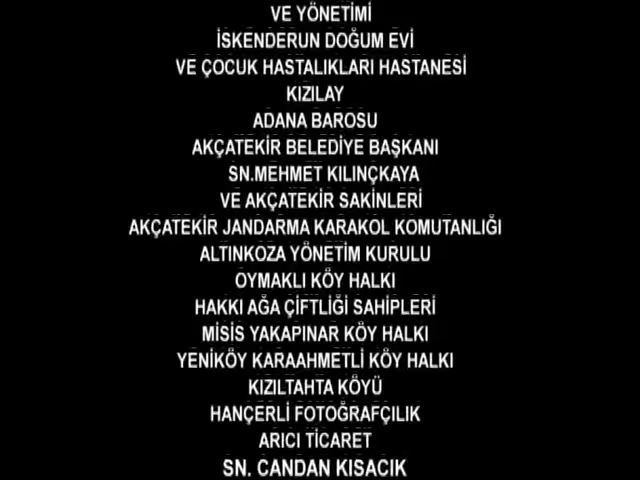 VE YÖNETİMİ
İSKENDERUN DOĞUM EVİ
VE ÇOCUK HASTALIKLARI HASTANESİ
KIZILAY
ADANA BAROSU
AKÇATEKİR BELEDİYE BAŞKANI
SN.MEHMET KILINÇKAYA
VE AKÇATEKİR SAKİNLERİ
AKÇATEKİR JANDARMA KARAKOL KOMUTANLIĞI
ALTINKOZA YÖNETİM KURULU
OYMAKLI KÖY HALKI
HAKKI AĞA ÇİFTLİĞİ SAHİPLERİ
MİSİS YAKAPINAR KÖY HALKI
YENİKÖY KARAAHMETLİ KÖY HALKI
KIZILTAHTA KÖYÜ
HANÇERLİ FOTOĞRAFÇILIK
ARICI TİCARET
SN. CANDAN KISACIK